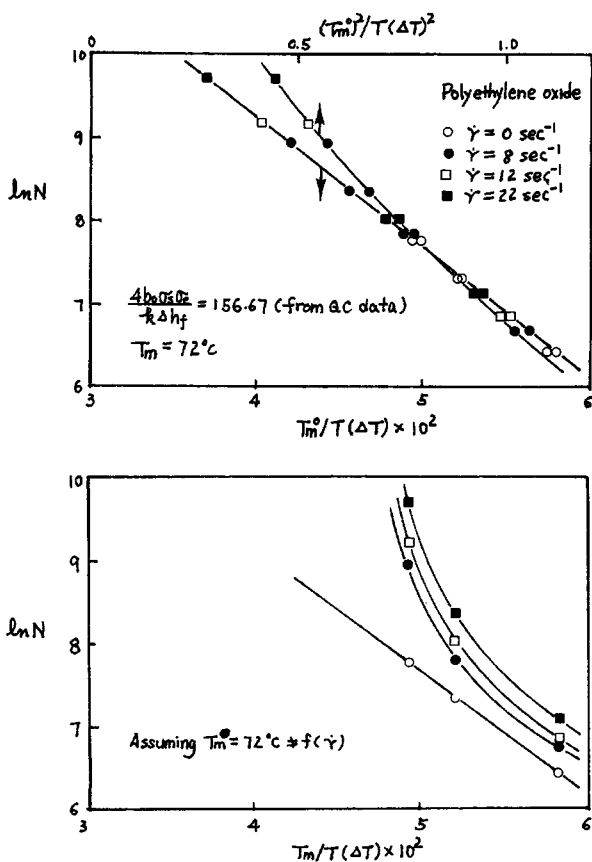 (Tm°)²/T(ΔT)²
0 0.5 1.0
10
9
8
7
6
lnN
Polyethylene oxide
○ γ̇ = 0 sec⁻¹
● γ̇ = 8 sec⁻¹
□ γ̇ = 12 sec⁻¹
■ γ̇ = 22 sec⁻¹
4b₀σₛσₑ/kΔhf = 156.67 (from QC data)
Tm = 72°c
3 4 5 6
Tm°/T(ΔT) × 10²
10
9
8
7
6
lnN
Assuming Tm° = 72°c ≠ f(γ̇)
3 4 5 6
Tm/T(ΔT) × 10²